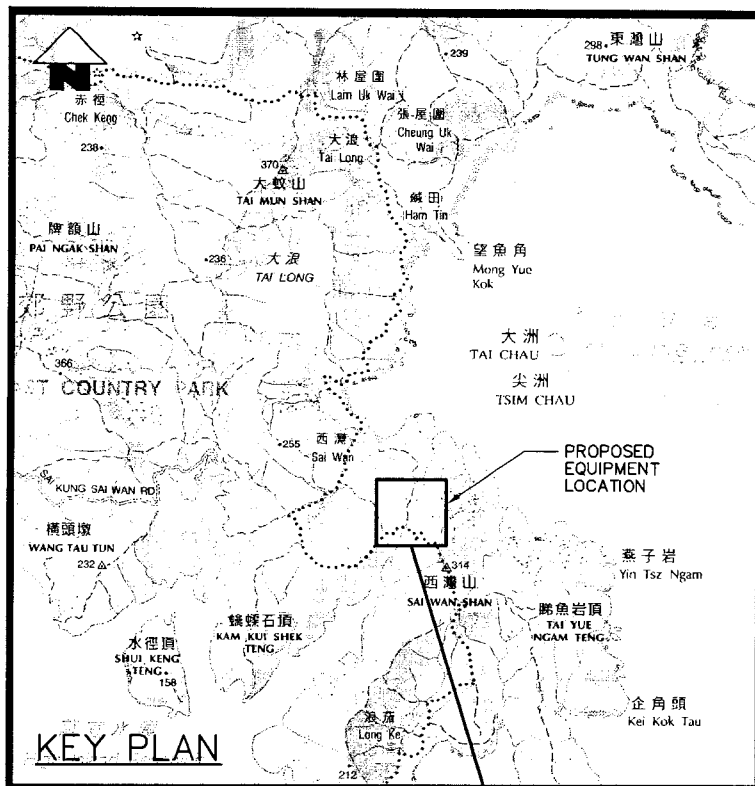 東灣山
298
TUNG WAN SHAN
239
林屋圍
Lam Uk Wai
N
赤徑
Chek Keng
張屋圍
Cheung Uk
Wai
238
大浪
Tai Long
370
大蚊山
TAI MUN SHAN
鹹田
Ham Tin
牌額山
PAI NGAK SHAN
236
大浪
TAI LONG
望魚角
Mong Yue
Kok
郊野公園
大洲
TAI CHAU
366
尖洲
TSIM CHAU
ST COUNTRY PARK
255
西灣
Sai Wan
PROPOSED
EQUIPMENT
LOCATION
SAI KUNG SAI WAN RD
橫頭墩
WANG TAU TUN
232
燕子岩
Yin Tsz Ngam
314
西灣山
SAI WAN SHAN
睇魚岩頂
TAI YUE
NGAM TENG
KAM KUI SHEK
TENG
水徑頂
SHUI KENG
TENG
158
企角頭
Kei Kok Tau
浪茄
Long Ke
KEY PLAN
212